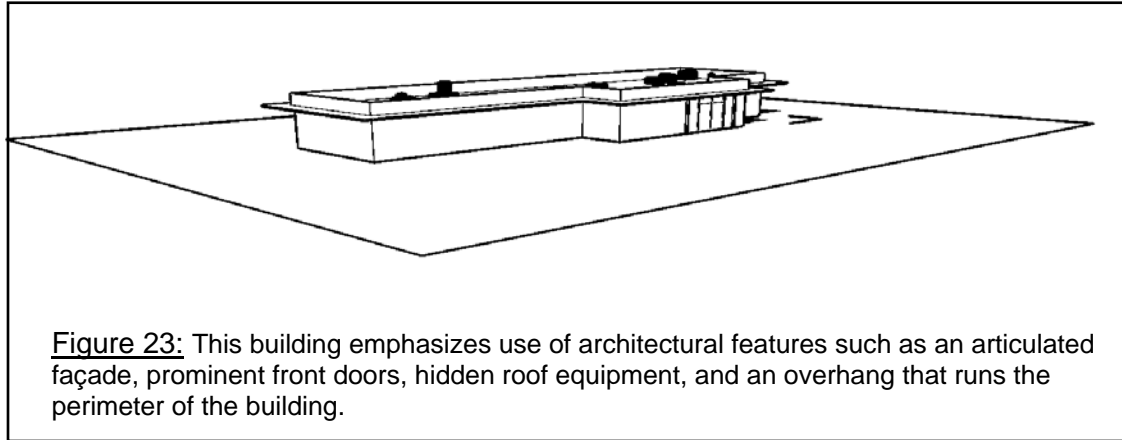 Figure 23: This building emphasizes use of architectural features such as an articulated
façade, prominent front doors, hidden roof equipment, and an overhang that runs the
perimeter of the building.